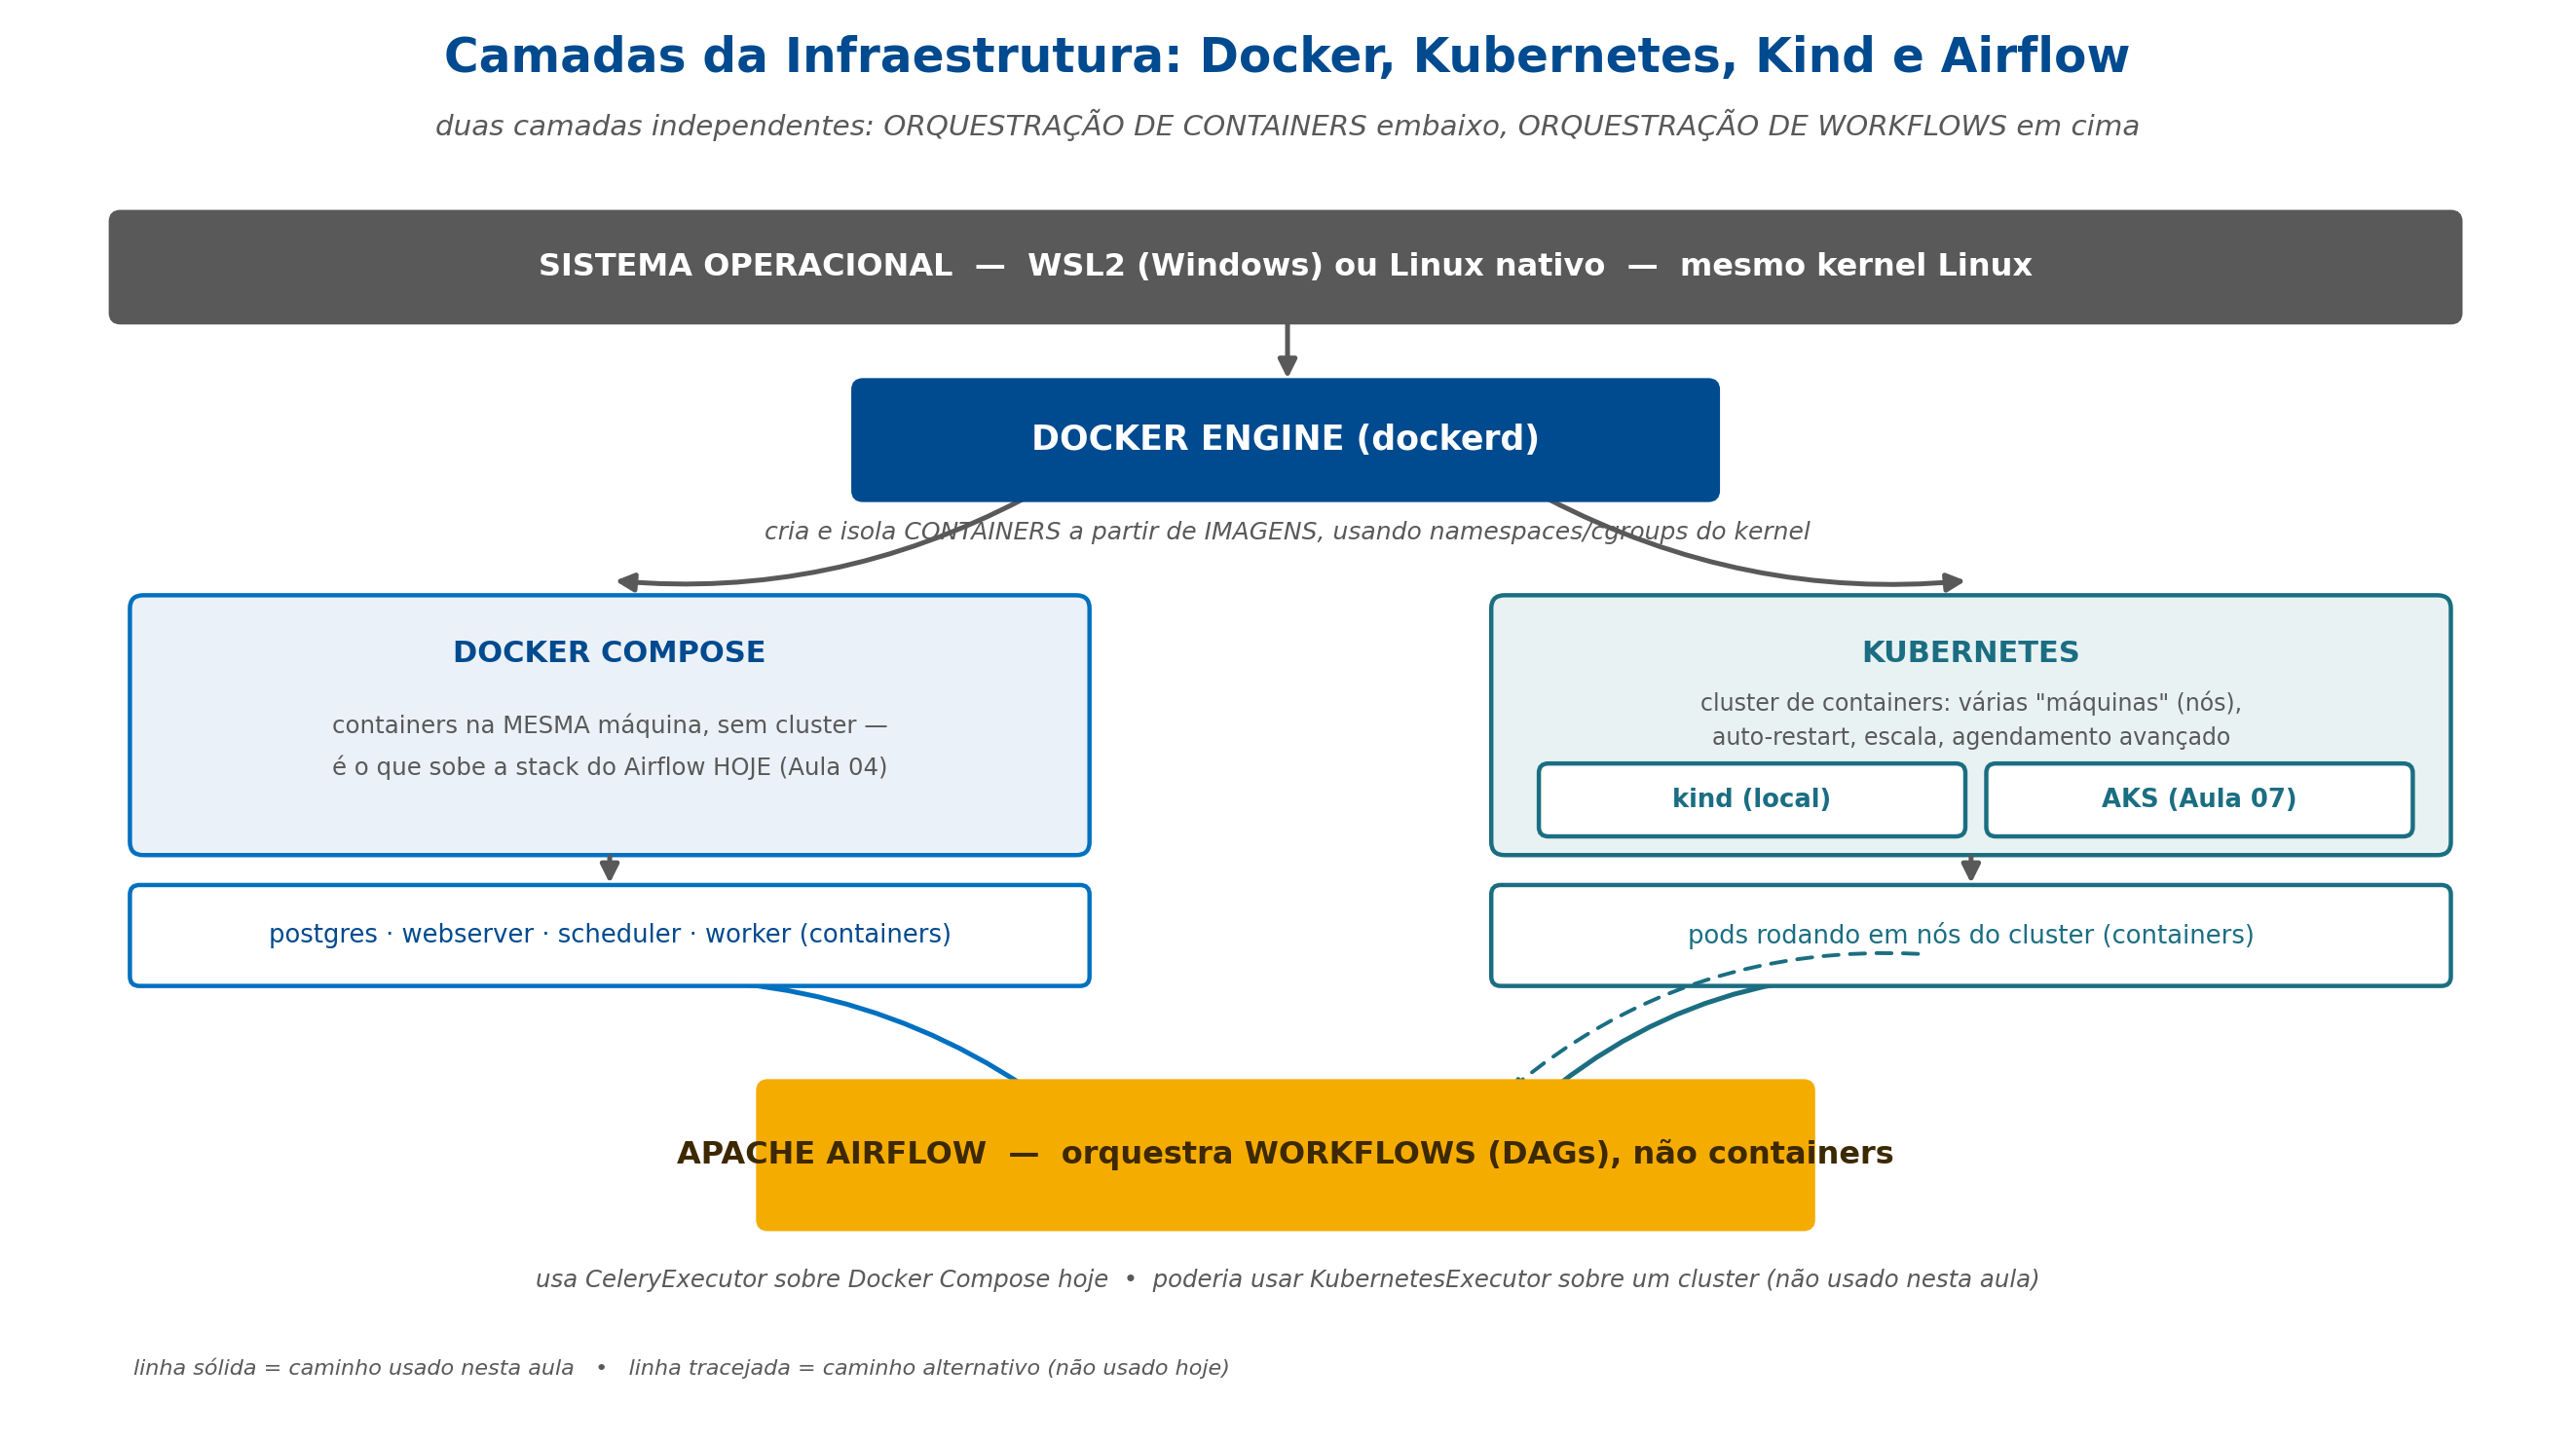 Camadas da Infraestrutura: Docker, Kubernetes, Kind e Airflow
duas camadas independentes: ORQUESTRAÇÃO DE CONTAINERS embaixo, ORQUESTRAÇÃO DE WORKFLOWS em cima
SISTEMA OPERACIONAL — WSL2 (Windows) ou Linux nativo — mesmo kernel Linux
DOCKER ENGINE (dockerd)
cria e isola CONTAINERS a partir de IMAGENS, usando namespaces/cgroups do kernel
DOCKER COMPOSE
containers na MESMA máquina, sem cluster —
é o que sobe a stack do Airflow HOJE (Aula 04)
KUBERNETES
cluster de containers: várias "máquinas" (nós),
auto-restart, escala, agendamento avançado
kind (local)
AKS (Aula 07)
postgres · webserver · scheduler · worker (containers)
pods rodando em nós do cluster (containers)
APACHE AIRFLOW — orquestra WORKFLOWS (DAGs), não containers
usa CeleryExecutor sobre Docker Compose hoje • poderia usar KubernetesExecutor sobre um cluster (não usado nesta aula)
linha sólida = caminho usado nesta aula • linha tracejada = caminho alternativo (não usado hoje)